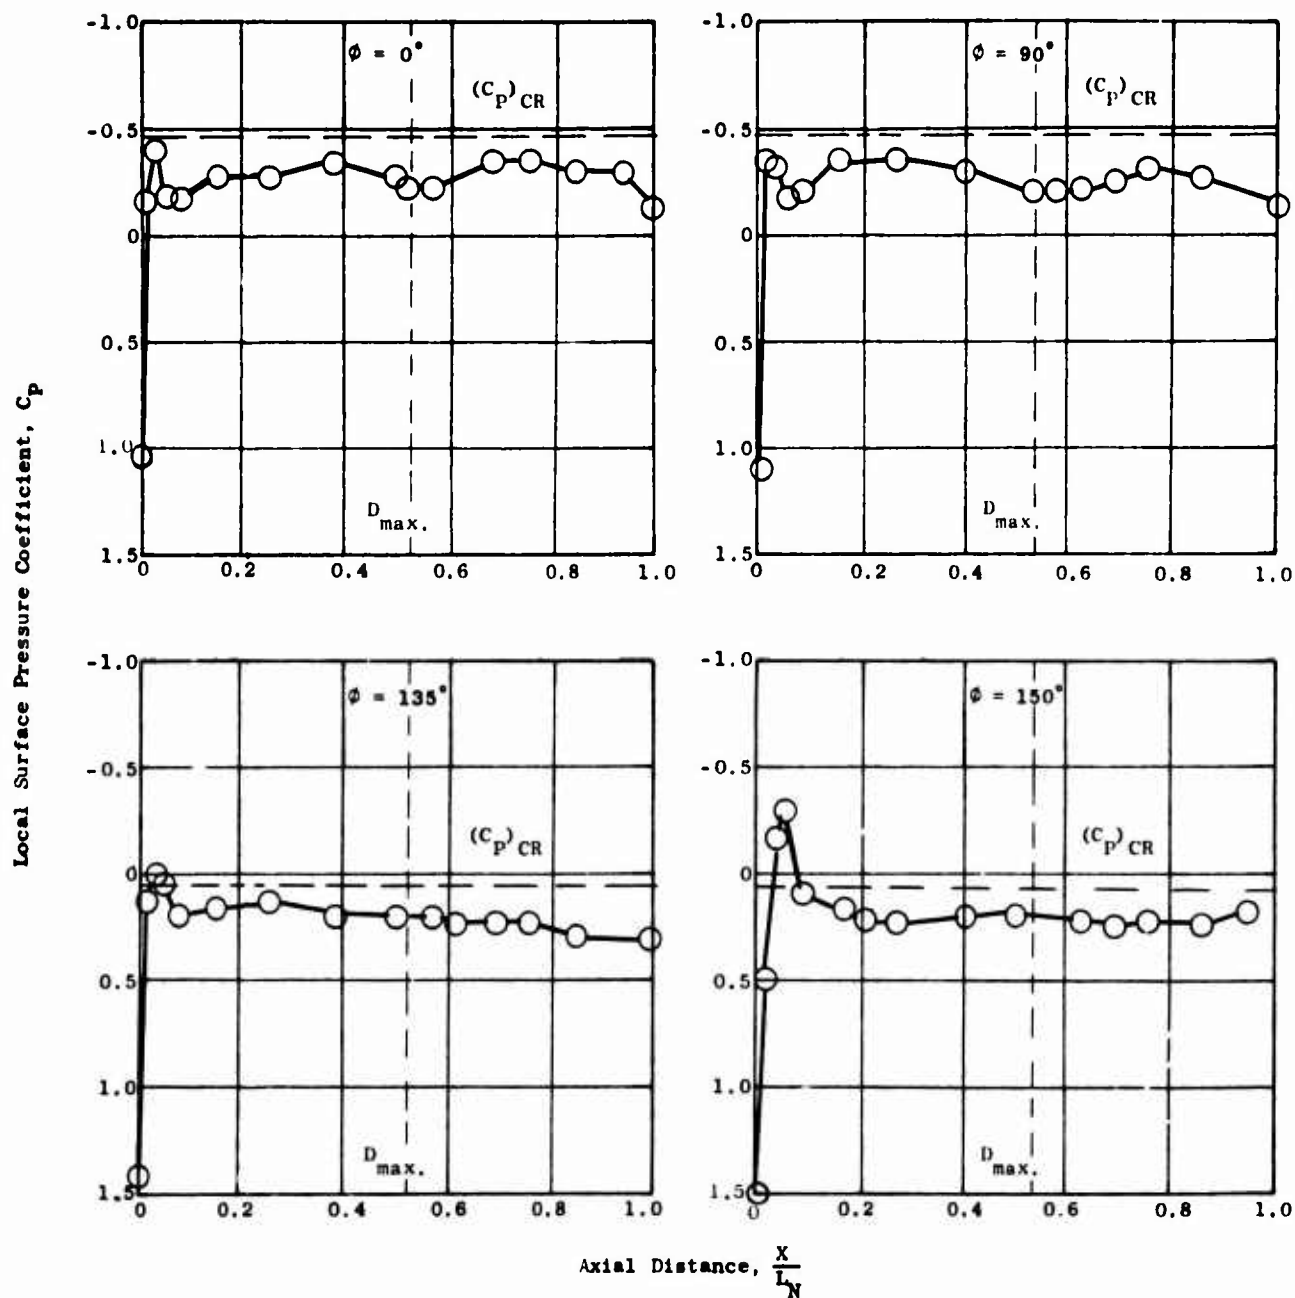 Local Surface Pressure Coefficient, Cp
-1.0
-0.5
0
0.5
1.0
1.5
ø = 0°
(Cp)CR
Dmax.
0 0.2 0.4 0.6 0.8 1.0
-1.0
-0.5
0
0.5
1.0
1.5
ø = 90°
(Cp)CR
Dmax.
0 0.2 0.4 0.6 0.8 1.0
-1.0
-0.5
0
0.5
1.0
1.5
ø = 135°
(Cp)CR
Dmax.
0 0.2 0.4 0.6 0.8 1.0
-1.0
-0.5
0
0.5
1.0
1.5
ø = 150°
(Cp)CR
Dmax.
0 0.2 0.4 0.6 0.8 1.0
Axial Distance, X/LN